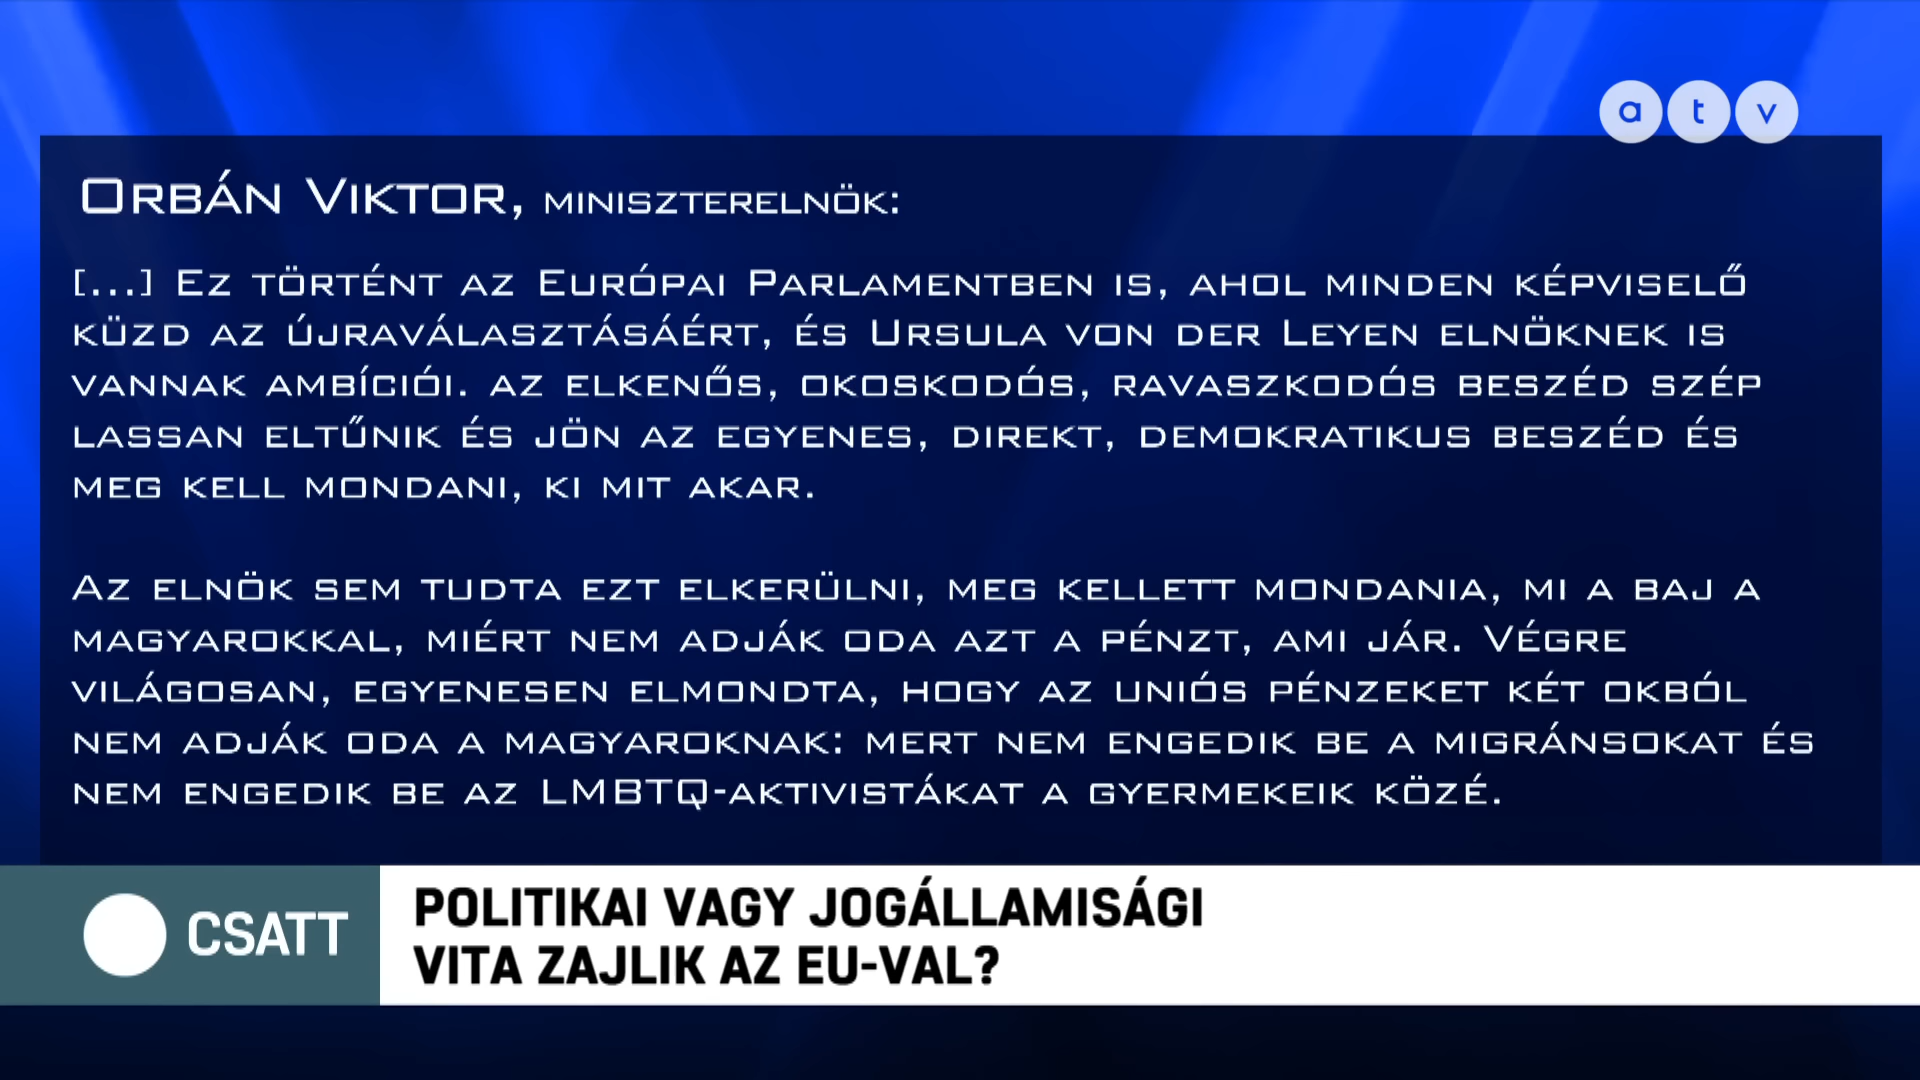 atv
Orbán Viktor, miniszterelnök:
[...] Ez történt az Európai Parlamentben is, ahol minden képviselő
küzd az újraválasztásáért, és Ursula von der Leyen elnöknek is
vannak ambíciói. az elkenős, okoskodós, ravaszkodós beszéd szép
lassan eltűnik és jön az egyenes, direkt, demokratikus beszéd és
meg kell mondani, ki mit akar.
Az elnök sem tudta ezt elkerülni, meg kellett mondania, mi a baj a
magyarokkal, miért nem adják oda azt a pénzt, ami jár. Végre
világosan, egyenesen elmondta, hogy az uniós pénzeket két okból
nem adják oda a magyaroknak: mert nem engedik be a migránsokat és
nem engedik be az LMBTQ-aktivistákat a gyermekeik közé.
CSATT
POLITIKAI VAGY JOGÁLLAMISÁGI
VITA ZAJLIK AZ EU-VAL?